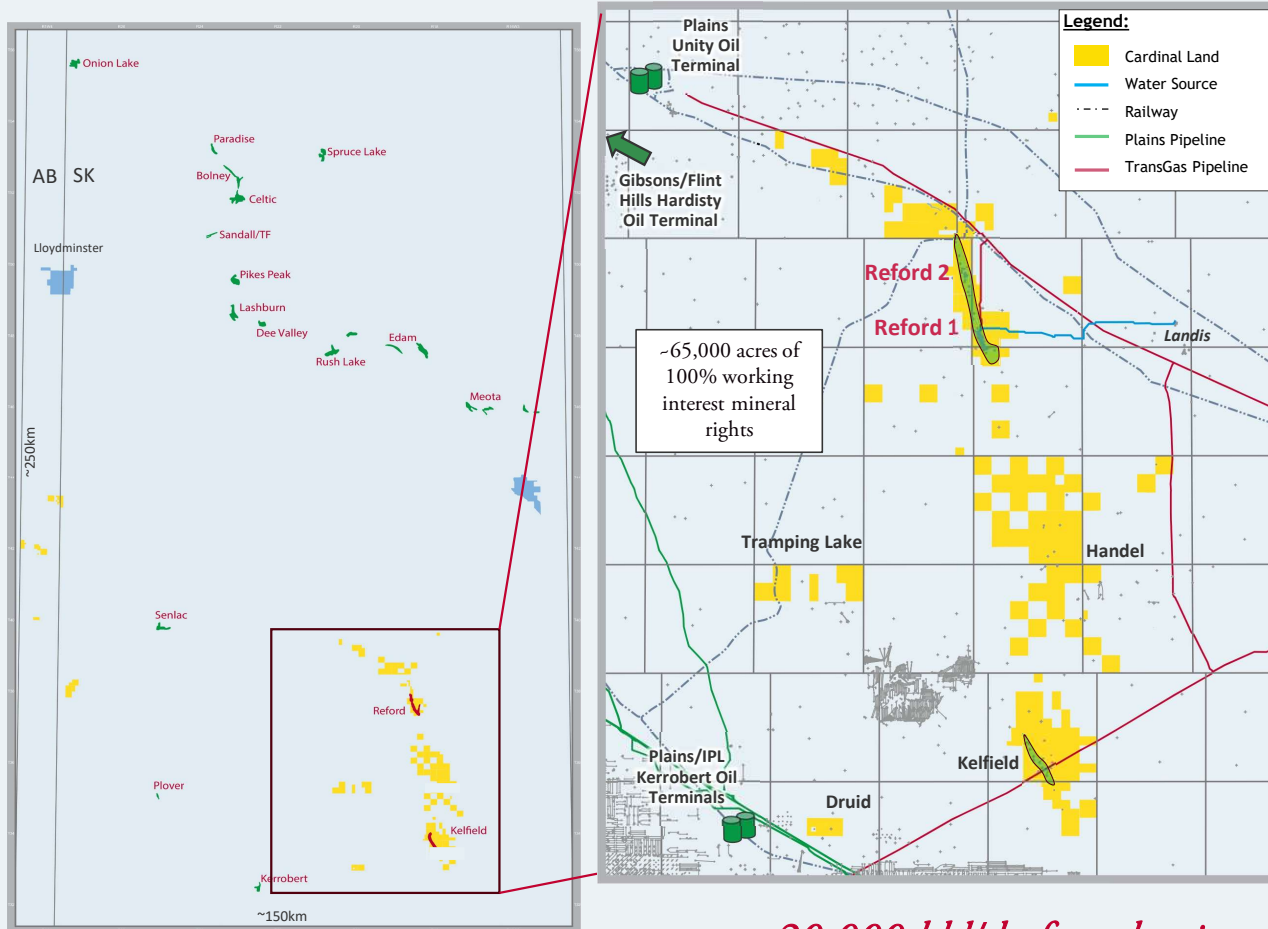 Onion Lake
Paradise
Spruce Lake
Bolney
AB
SK
Celtic
Sandall/TF
Lloydminster
Pikes Peak
Lashburn
Dee Valley
Edam
Rush Lake
Meota
~250km
Senlac
Reford
Plover
Kelfield
Kerrobert
~150km
Plains
Unity Oil
Terminal
Gibsons/Flint
Hills Hardisty
Oil Terminal
Legend:
Cardinal Land
Water Source
Railway
Plains Pipeline
TransGas Pipeline
Reford 2
Reford 1
Landis
~65,000 acres of
100% working
interest mineral
rights
Tramping Lake
Handel
Kelfield
Plains/IPL
Kerrobert Oil
Terminals
Druid